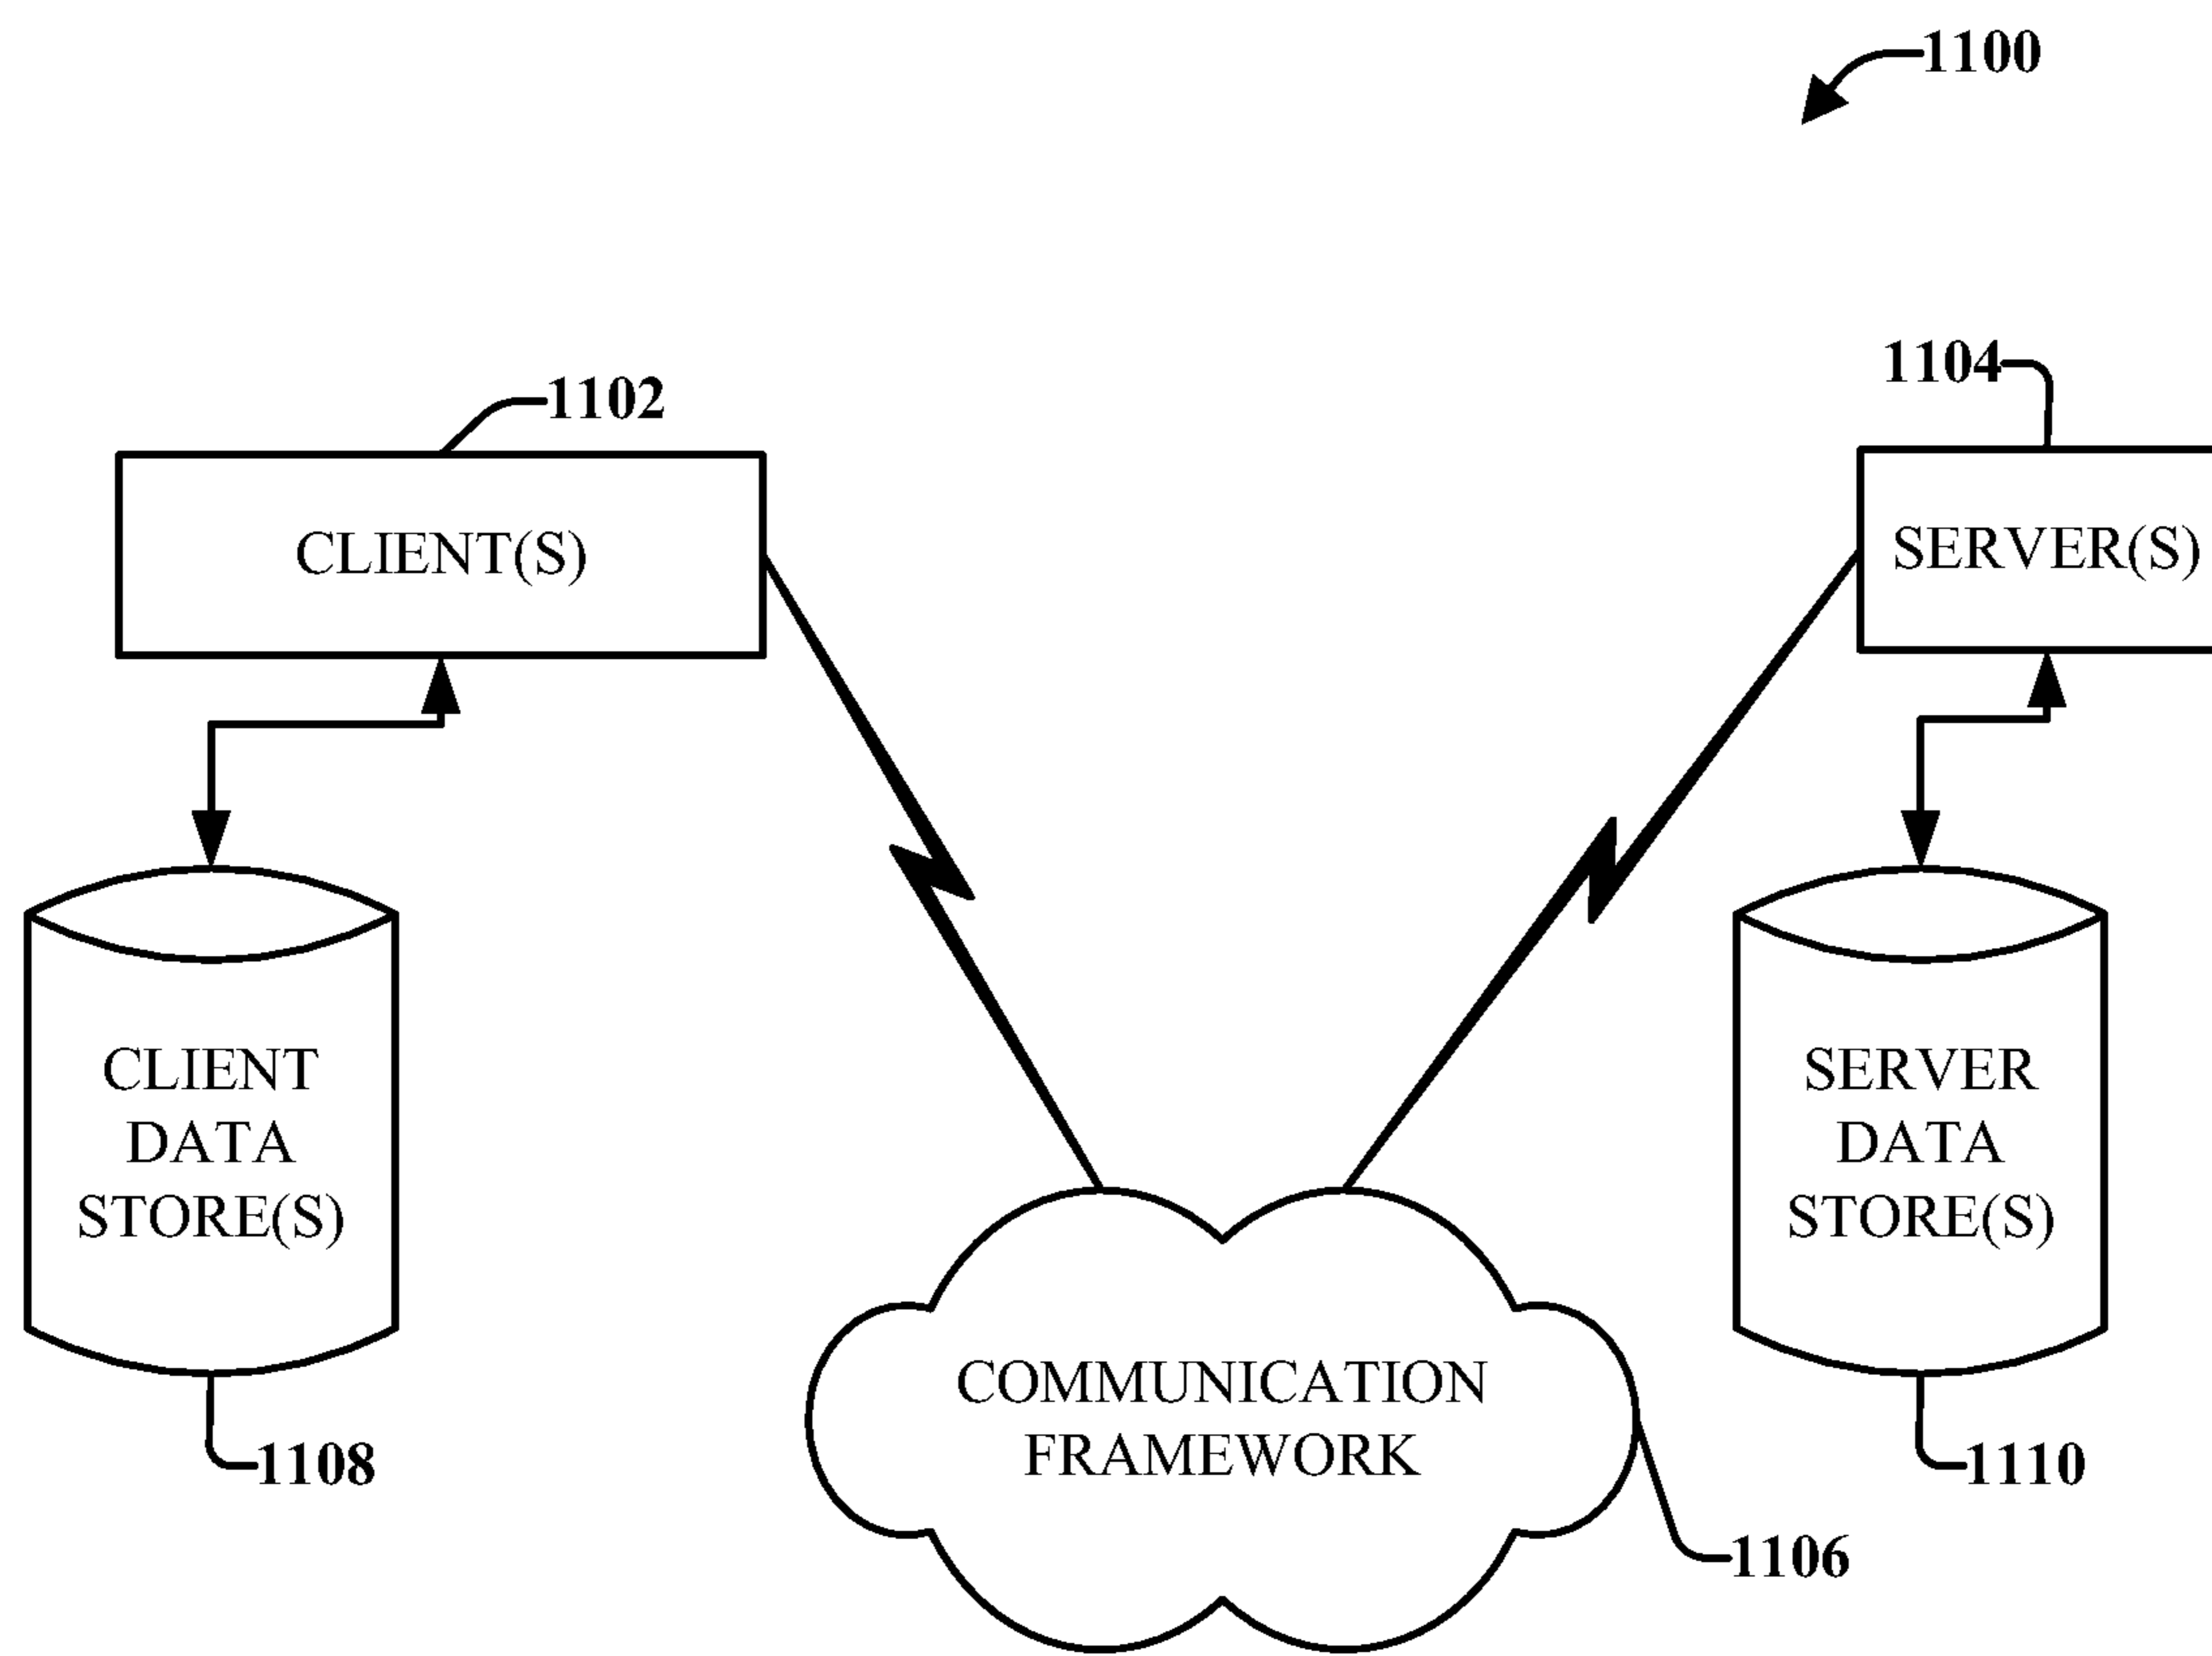 1100
1104
1102
CLIENT(S)
SERVER(S)
CLIENT
DATA
STORE(S)
SERVER
DATA
STORE(S)
COMMUNICATION
FRAMEWORK
1108
1110
1106